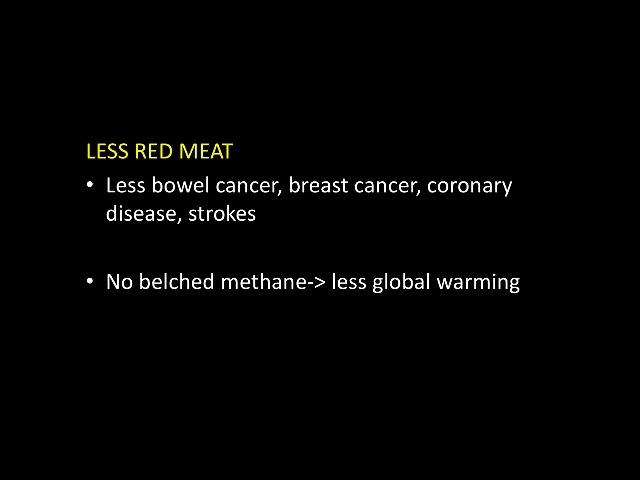 LESS RED MEAT
• Less bowel cancer, breast cancer, coronary
disease, strokes
• No belched methane-> less global warming